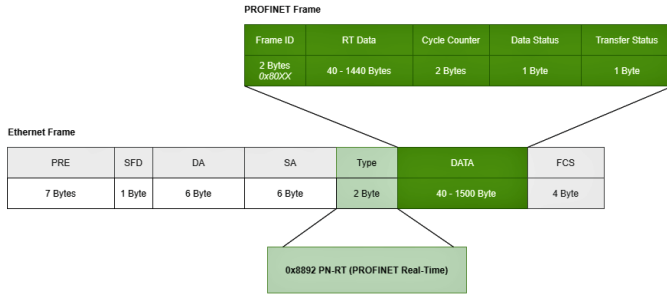 PROFINET Frame
Frame ID RT Data Cycle Counter Data Status Transfer Status
2 Bytes
0x80XX
40 - 1440 Bytes 2 Bytes 1 Byte 1 Byte
Ethernet Frame
PRE SFD DA SA Type DATA FCS
7 Bytes 1 Byte 6 Byte 6 Byte 2 Byte 40 - 1500 Byte 4 Byte
0x8892 PN-RT (PROFINET Real-Time)